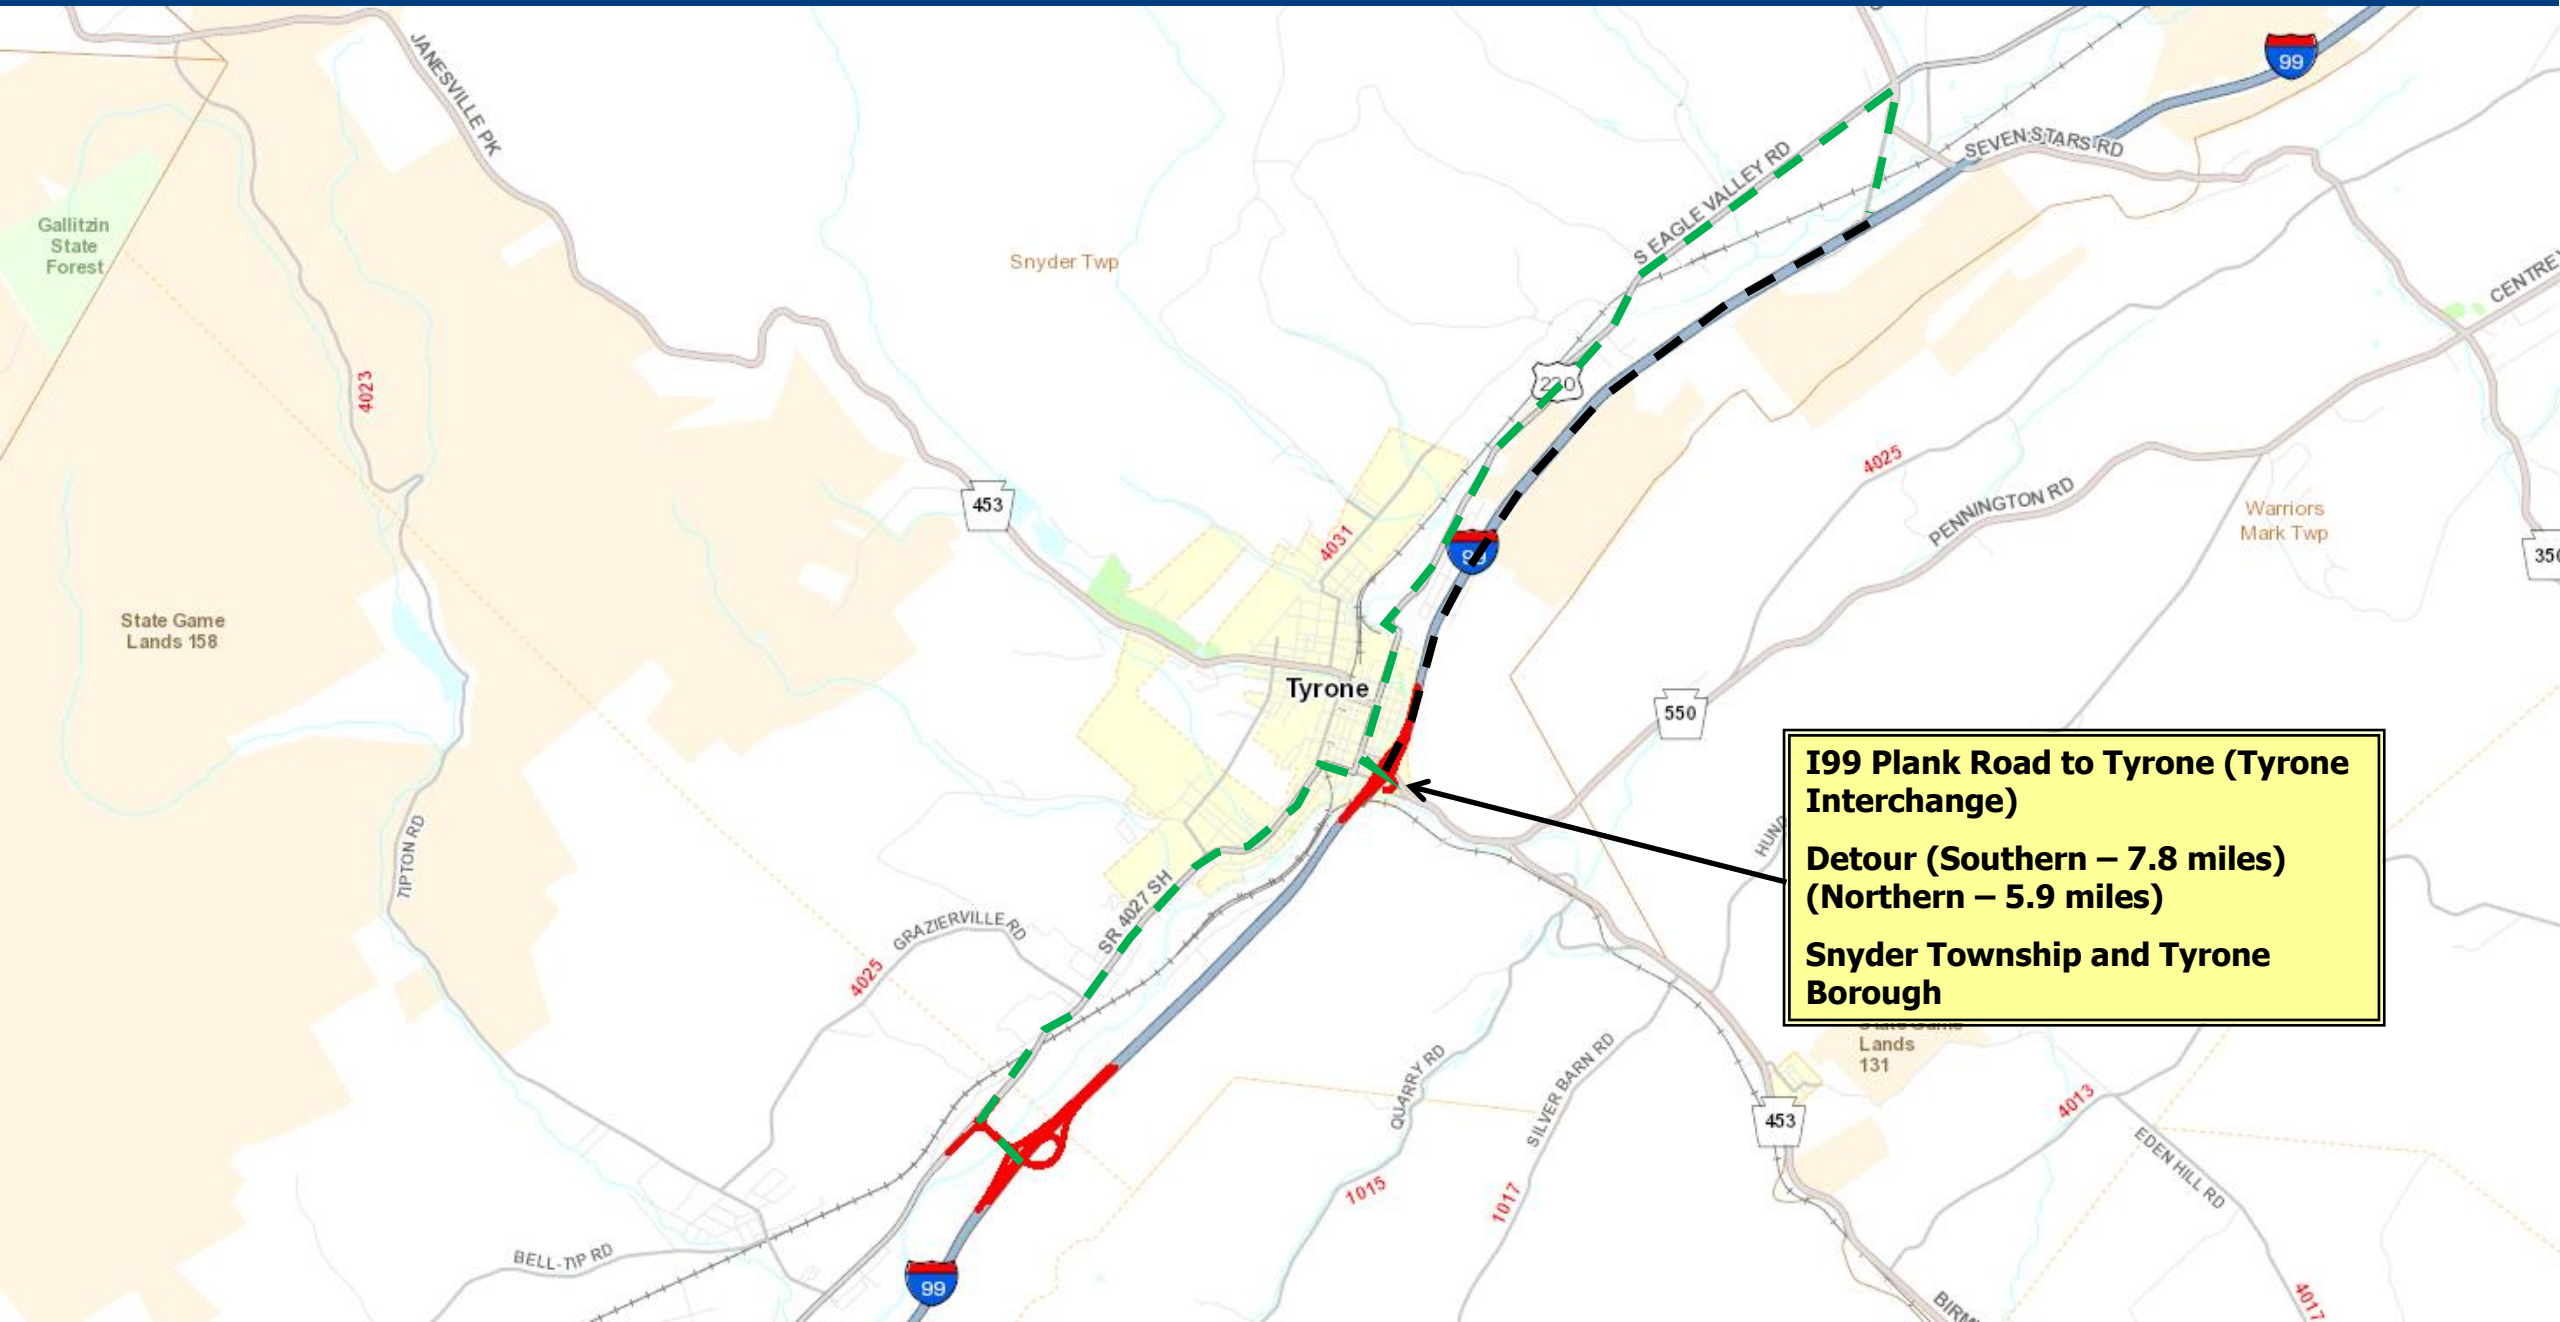 99
JANESVILLE PK
SEVEN STARS RD
S EAGLE VALLEY RD
Gallitzin
State
Forest
Snyder Twp
4023
220
4025
453
PENNINGTON RD
Warriors
Mark Twp
4031
99
State Game
Lands 158
Tyrone
550
I99 Plank Road to Tyrone (Tyrone
Interchange)
Detour (Southern – 7.8 miles)
(Northern – 5.9 miles)
Snyder Township and Tyrone
Borough
TIPTON RD
SR 4027 SH
GRAZIERVILLE RD
4025
Lands
131
QUARRY RD
SILVER BARN RD
453
4013
EDEN HILL RD
1015
1017
BELL-TIP RD
99
4017